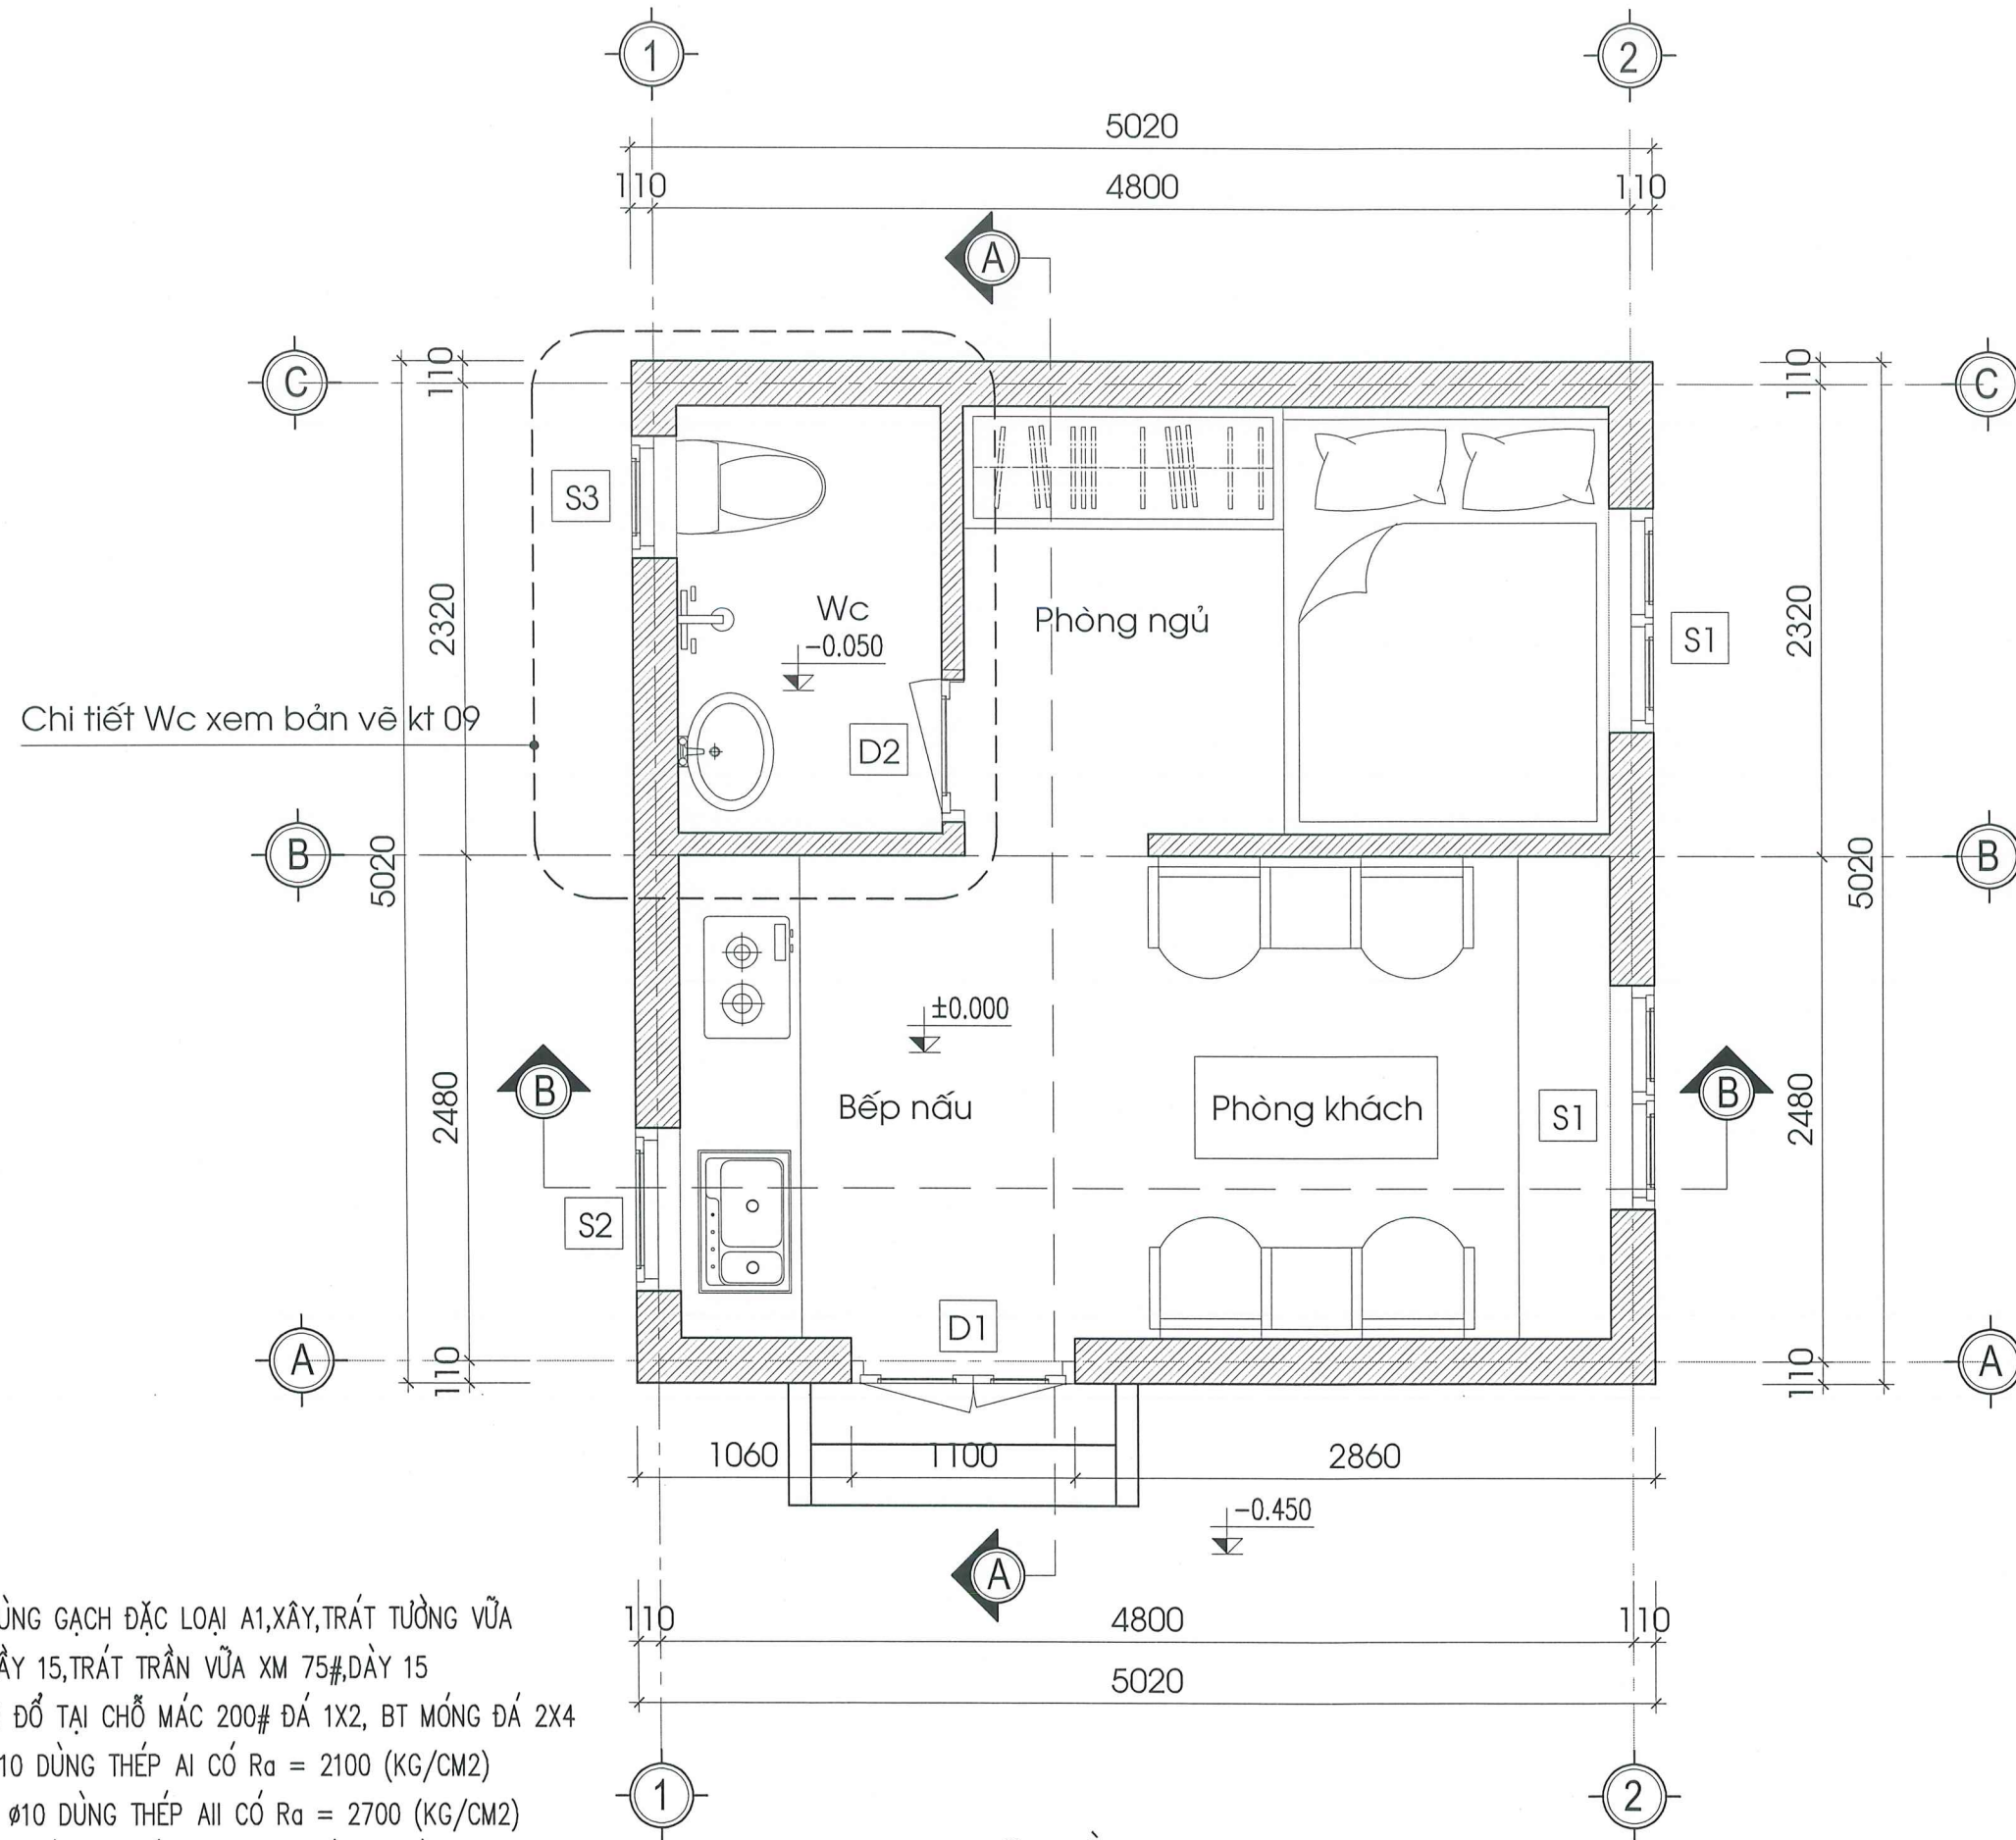 1
2
5020
110
4800
110
A
C
110
110
C
S3
2320
Wc
-0.050
Phòng ngủ
S1
2320
Chi tiết Wc xem bản vẽ kt 09
D2
B
5020
5020
B
±0.000
B
2480
Bếp nấu
Phòng khách
S1
B
2480
S2
D1
A
110
110
A
1060
1100
2860
-0.450
A
GẠCH ĐẶC LOẠI A1,XÂY,TRÁT TƯỜNG VỮA
110
4800
110
15,TRÁT TRẦN VỮA XM 75#,DÀY 15
5020
ĐỔ TẠI CHỖ MÁC 200# ĐÁ 1X2, BT MÓNG ĐÁ 2X4
10 DÙNG THÉP AI CÓ Ra = 2100 (KG/CM2)
1
2
ø10 DÙNG THÉP AII CÓ Ra = 2700 (KG/CM2)